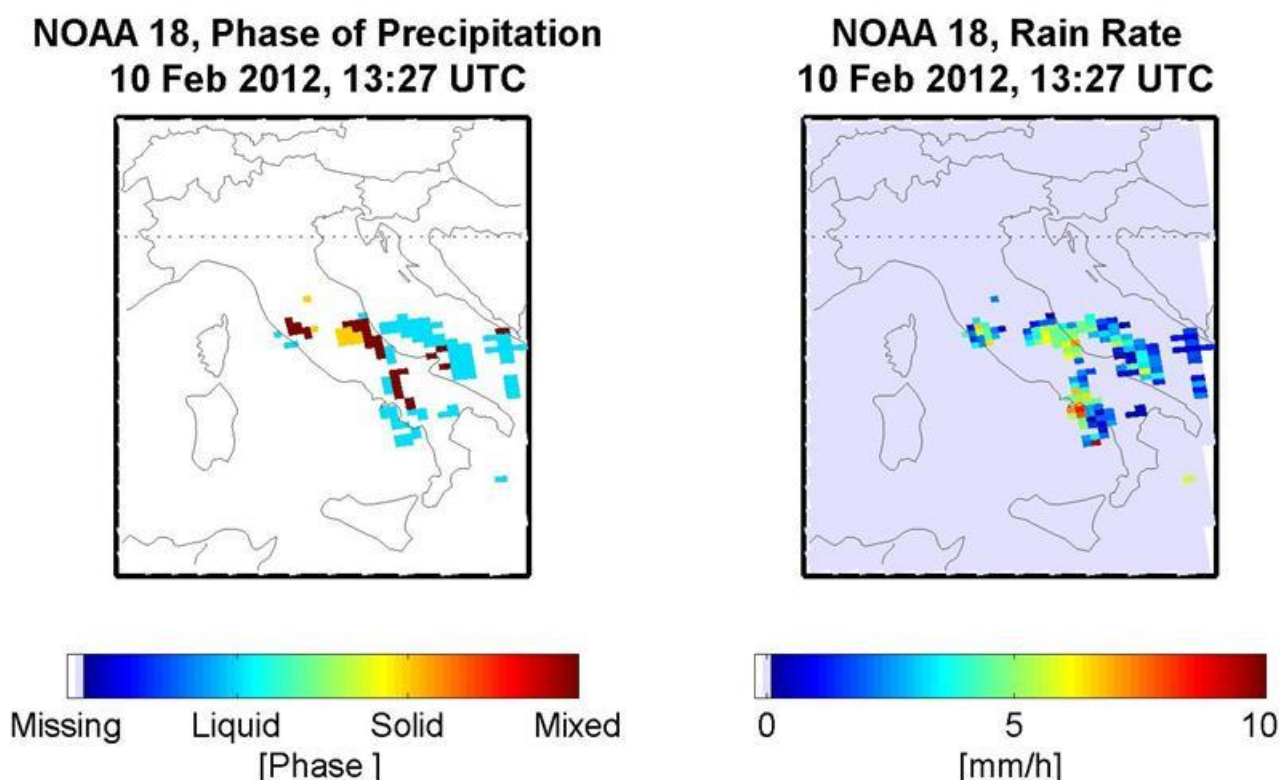 NOAA 18, Phase of Precipitation
10 Feb 2012, 13:27 UTC
NOAA 18, Rain Rate
10 Feb 2012, 13:27 UTC
Missing Liquid Solid Mixed
[Phase ]
0 5 10
[mm/h]